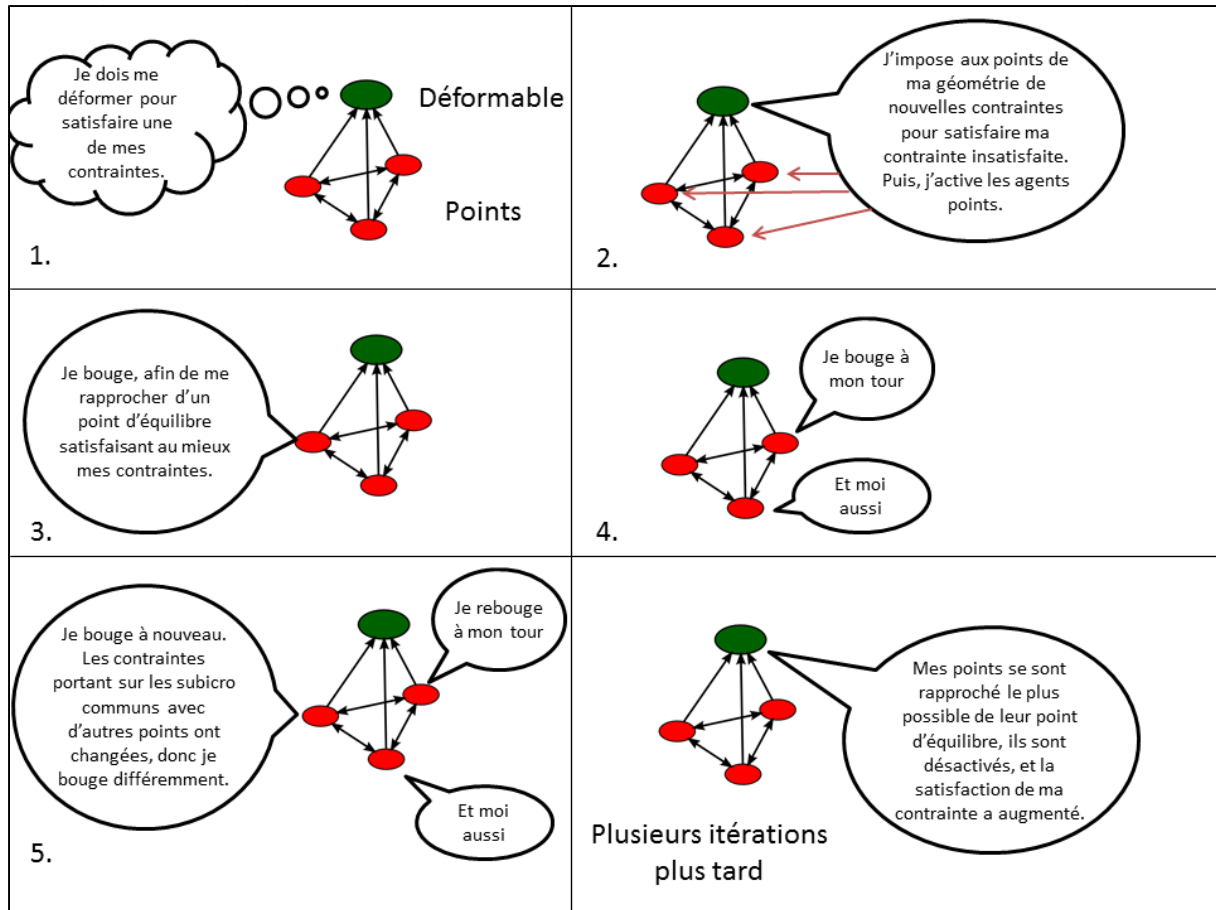 Je dois me
déformer pour
satisfaire une
de mes
contraintes.
Déformable
Points
1.
J'impose aux points de
ma géométrie de
nouvelles contraintes
pour satisfaire ma
contrainte insatisfaite.
Puis, j'active les agents
points.
2.
Je bouge, afin de me
rapprocher d'un
point d'équilibre
satisfaisant au mieux
mes contraintes.
3.
Je bouge à
mon tour
Et moi
aussi
4.
Je bouge à nouveau.
Les contraintes
portant sur les subicro
communs avec
d'autres points ont
changées, donc je
bouge différemment.
Je rebouge
à mon tour
Et moi
aussi
5.
Mes points se sont
rapproché le plus
possible de leur point
d'équilibre, ils sont
désactivés, et la
satisfaction de ma
contrainte a augmenté.
Plusieurs itérations
plus tard